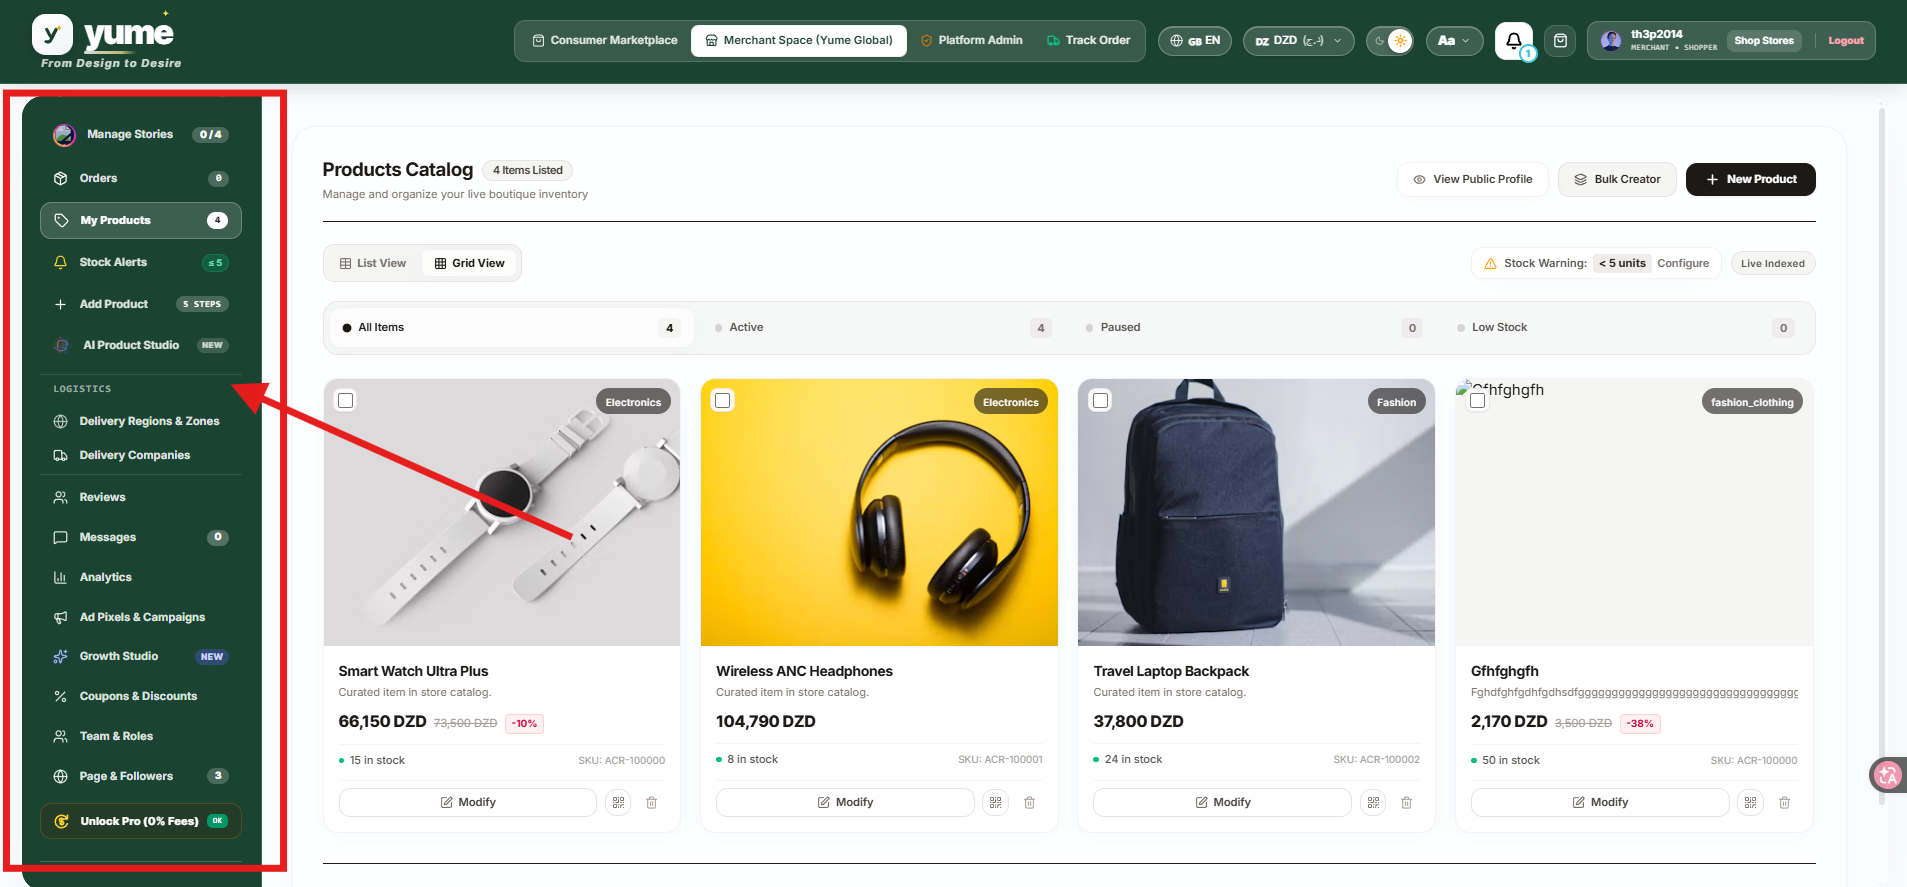 yume
From Design to Desire
Consumer Marketplace
Merchant Space (Yume Global)
Platform Admin
Track Order
GB EN
DZ DZD (د.ج)
Aa
1
th3p2014
MERCHANT • SHOPPER
Shop Stores
Logout
Manage Stories 0/4
Orders 0
My Products 4
Stock Alerts ≤ 5
Add Product 5 STEPS
AI Product Studio NEW
LOGISTICS
Delivery Regions & Zones
Delivery Companies
Reviews
Messages 0
Analytics
Ad Pixels & Campaigns
Growth Studio NEW
Coupons & Discounts
Team & Roles
Page & Followers 3
Unlock Pro (0% Fees) OK
Products Catalog 4 Items Listed
Manage and organize your live boutique inventory
View Public Profile
Bulk Creator
+ New Product
List View
Grid View
Stock Warning: < 5 units Configure
Live Indexed
All Items 4
Active 4
Paused 0
Low Stock 0
Electronics
Smart Watch Ultra Plus
Curated item in store catalog.
66,150 DZD 73,500 DZD -10%
15 in stock SKU: ACR-100000
Modify
Electronics
Wireless ANC Headphones
Curated item in store catalog.
104,790 DZD
8 in stock SKU: ACR-100001
Modify
Fashion
Travel Laptop Backpack
Curated item in store catalog.
37,800 DZD
24 in stock SKU: ACR-100002
Modify
Gfhfghgfh
fashion_clothing
Gfhfghgfh
2,170 DZD 3,500 DZD -38%
50 in stock SKU: ACR-100000
Modify